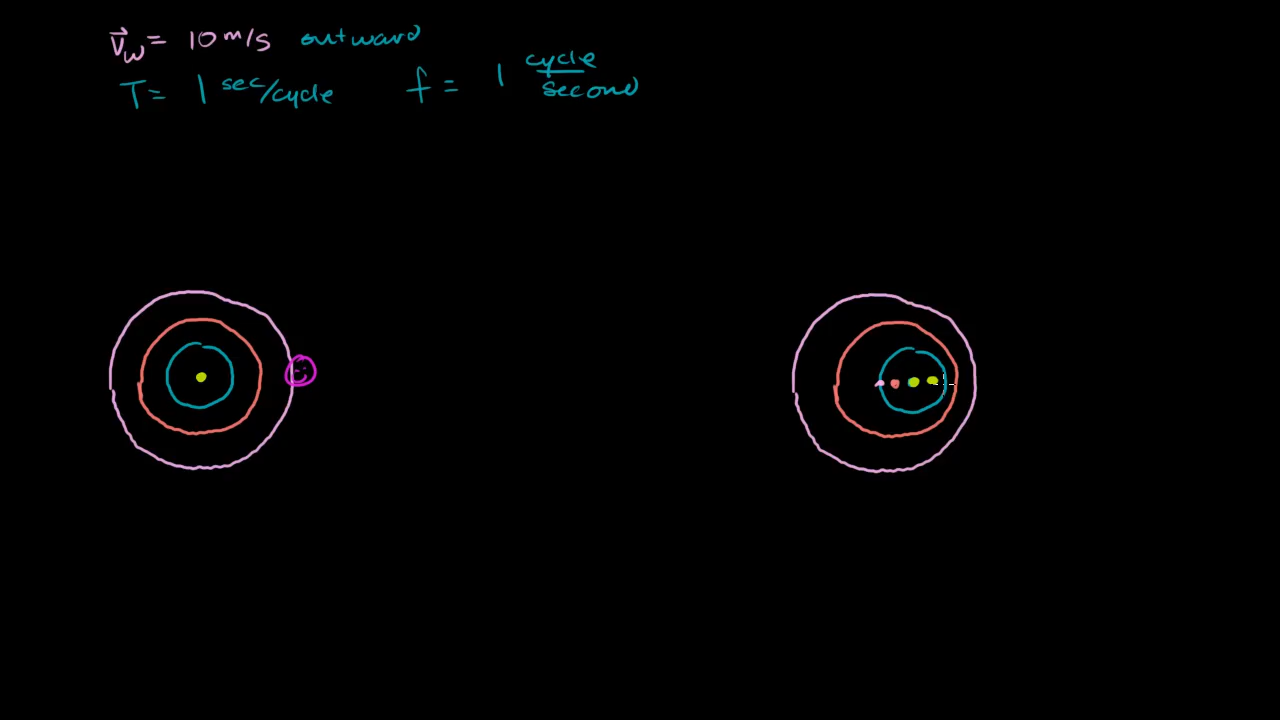 v⃗w = 10 m/s outward
T = 1 sec/cycle f = 1 cycle/second